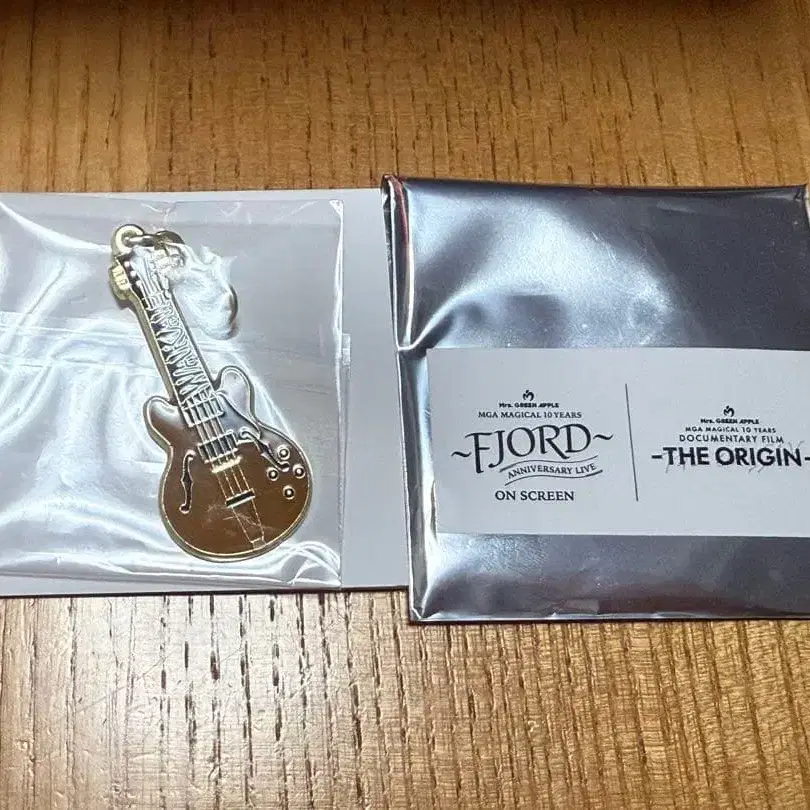 Mrs. GREEN APPLE
MGA MAGICAL 10 YEARS
~FJORD~
ANNIVERSARY LIVE
ON SCREEN
Mrs. GREEN APPLE
MGA MAGICAL 10 YEARS
DOCUMENTARY FILM
-THE ORIGIN-